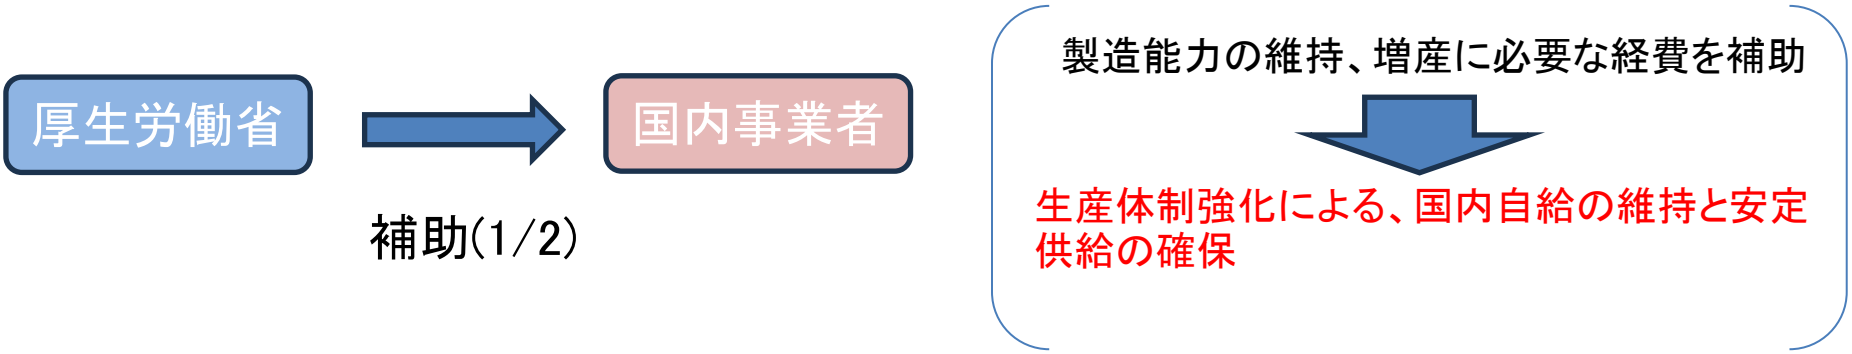 厚生労働省
補助(1/2)
国内事業者
製造能力の維持、増産に必要な経費を補助
生産体制強化による、国内自給の維持と安定
供給の確保